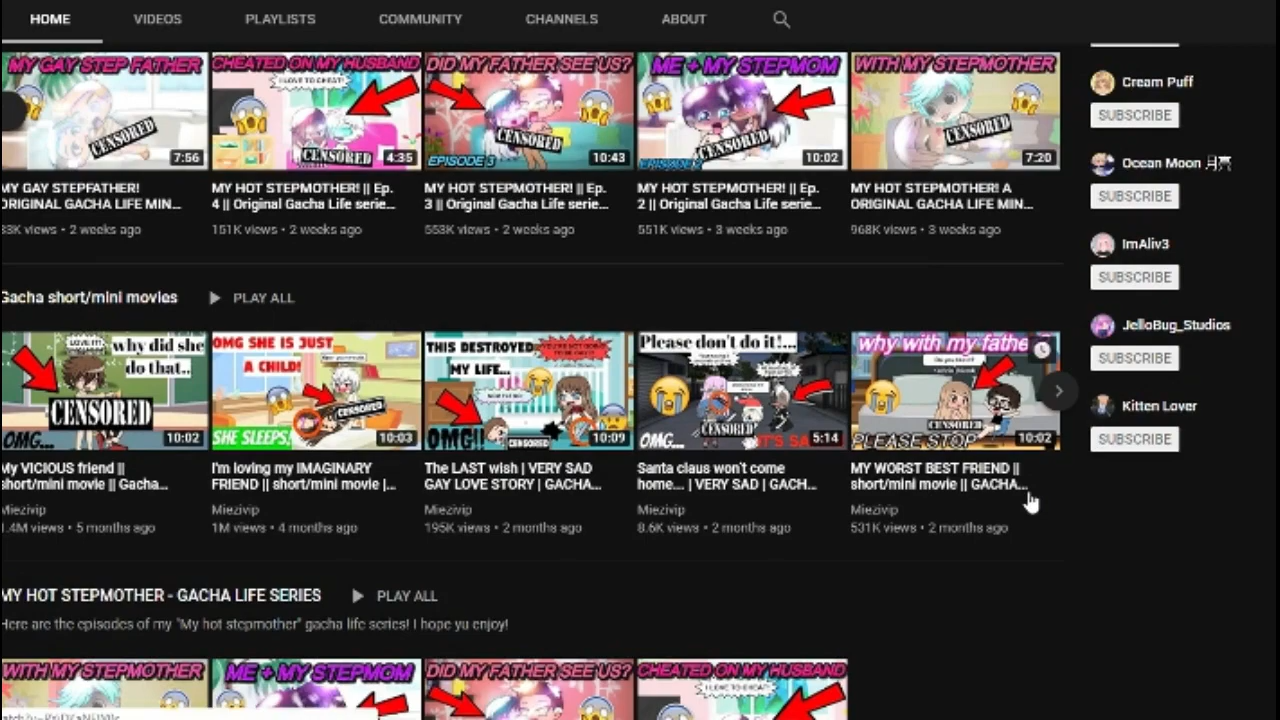 HOME VIDEOS PLAYLISTS COMMUNITY CHANNELS ABOUT
MY GAY STEP FATHER
CENSORED
7:56
CHEATED ON MY HUSBAND
I LOVE TO CHEAT!
CENSORED
4:35
DID MY FATHER SEE US?
CENSORED
EPISODE 3
10:43
ME + MY STEPMOM
CENSORED
EPISODE 2
10:02
WITH MY STEPMOTHER
CENSORED
7:20
MY GAY STEPFATHER!
ORIGINAL GACHA LIFE MIN...
83K views • 2 weeks ago
MY HOT STEPMOTHER! || Ep.
4 || Original Gacha Life serie...
151K views • 2 weeks ago
MY HOT STEPMOTHER! || Ep.
3 || Original Gacha Life serie...
553K views • 2 weeks ago
MY HOT STEPMOTHER! || Ep.
2 || Original Gacha Life serie...
551K views • 3 weeks ago
MY HOT STEPMOTHER! A
ORIGINAL GACHA LIFE MIN...
968K views • 3 weeks ago
Gacha short/mini movies PLAY ALL
why did she
do that..
CENSORED
OMG...
10:02
OMG SHE IS JUST
A CHILD!
CENSORED
SHE SLEEPS!
10:03
THIS DESTROYED
MY LIFE...
OMG!!
CENSORED
10:09
Please don't do it!...
CENSORED
OMG...
IT'S SA
5:14
why with my fathe
CENSORED
PLEASE STOP
10:02
My VICIOUS friend ||
short/mini movie || Gacha...
Miezivip
1.4M views • 5 months ago
I'm loving my IMAGINARY
FRIEND || short/mini movie |...
Miezivip
1M views • 4 months ago
The LAST wish | VERY SAD
GAY LOVE STORY | GACHA...
Miezivip
195K views • 2 months ago
Santa claus won't come
home... | VERY SAD | GACH...
Miezivip
8.6K views • 2 months ago
MY WORST BEST FRIEND ||
short/mini movie || GACHA...
Miezivip
531K views • 2 months ago
MY HOT STEPMOTHER - GACHA LIFE SERIES PLAY ALL
Here are the episodes of my "My hot stepmother" gacha life series! I hope yu enjoy!
WITH MY STEPMOTHER
ME + MY STEPMOM
DID MY FATHER SEE US?
CHEATED ON MY HUSBAND
I LOVE TO CHEAT!
Cream Puff
SUBSCRIBE
Ocean Moon
SUBSCRIBE
ImAliv3
SUBSCRIBE
JelloBug_Studios
SUBSCRIBE
Kitten Lover
SUBSCRIBE